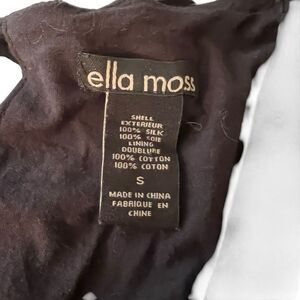 ella moss
SHELL
EXTERIEUR
100% SILK
100% SOIE
LINING
DOUBLURE
100% COTTON
100% COTON
S
MADE IN CHINA
FABRIQUE EN
CHINE